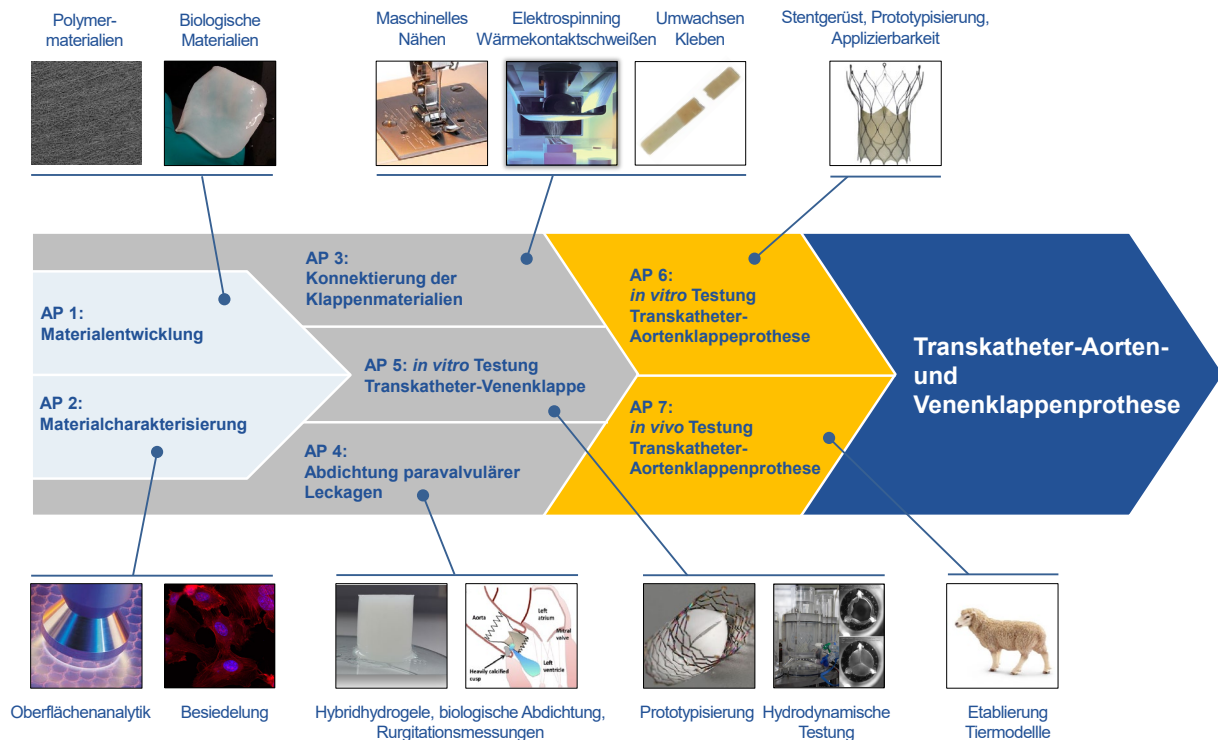 Polymer-
materialien
Biologische
Materialien
Maschinelles
Nähen
Elektrospinning
Wärmekontaktschweißen
Umwachsen
Kleben
Stentgerüst, Prototypisierung,
Applizierbarkeit
AP 1:
Materialentwicklung
AP 2:
Materialcharakterisierung
AP 3:
Konnektierung der
Klappenmaterialien
AP 5: in vitro Testung
Transkatheter-Venenklappe
AP 4:
Abdichtung paravalvulärer
Leckagen
AP 6:
in vitro Testung
Transkatheter-
Aortenklappeprothese
AP 7:
in vivo Testung
Transkatheter-
Aortenklappenprothese
Transkatheter-Aorten-
und
Venenklappenprothese
Aorta
Left
atrium
Mitral
valve
Heavily calcified
cusp
Left
ventricle
Oberflächenanalytik
Besiedelung
Hybridhydrogele, biologische Abdichtung,
Rurgitationsmessungen
Prototypisierung
Hydrodynamische
Testung
Etablierung
Tiermodellle